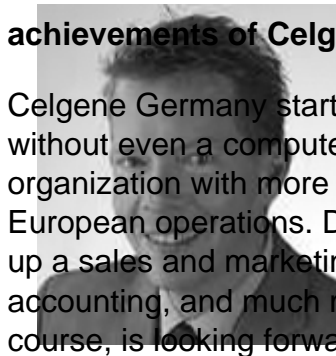 achievements of Celg
Celgene Germany start
without even a compute
organization with more
European operations. D
up a sales and marketin
accounting, and much
course, is looking forwa